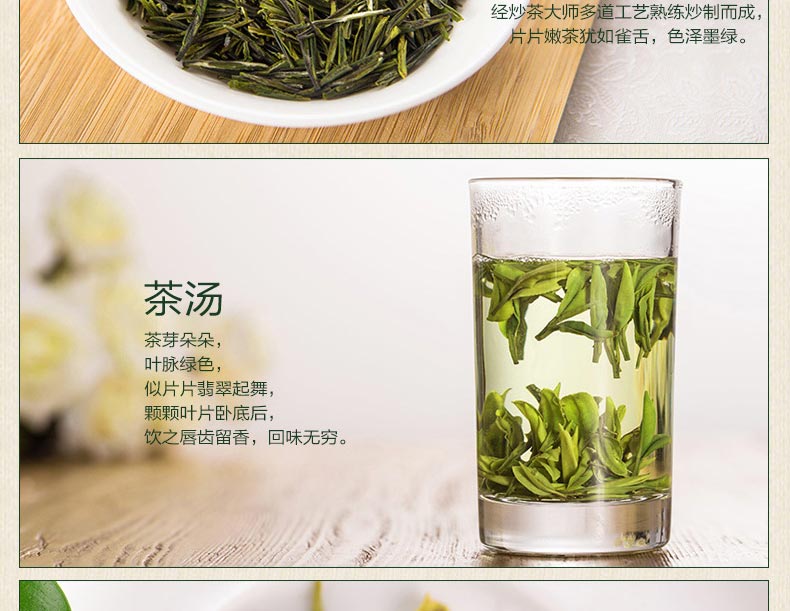 经炒茶大师多道工艺熟练炒制而成，
片片嫩茶犹如雀舌，色泽墨绿。
茶汤
茶芽朵朵，
叶脉绿色，
似片片翡翠起舞，
颗颗叶片卧底后，
饮之唇齿留香，回味无穷。